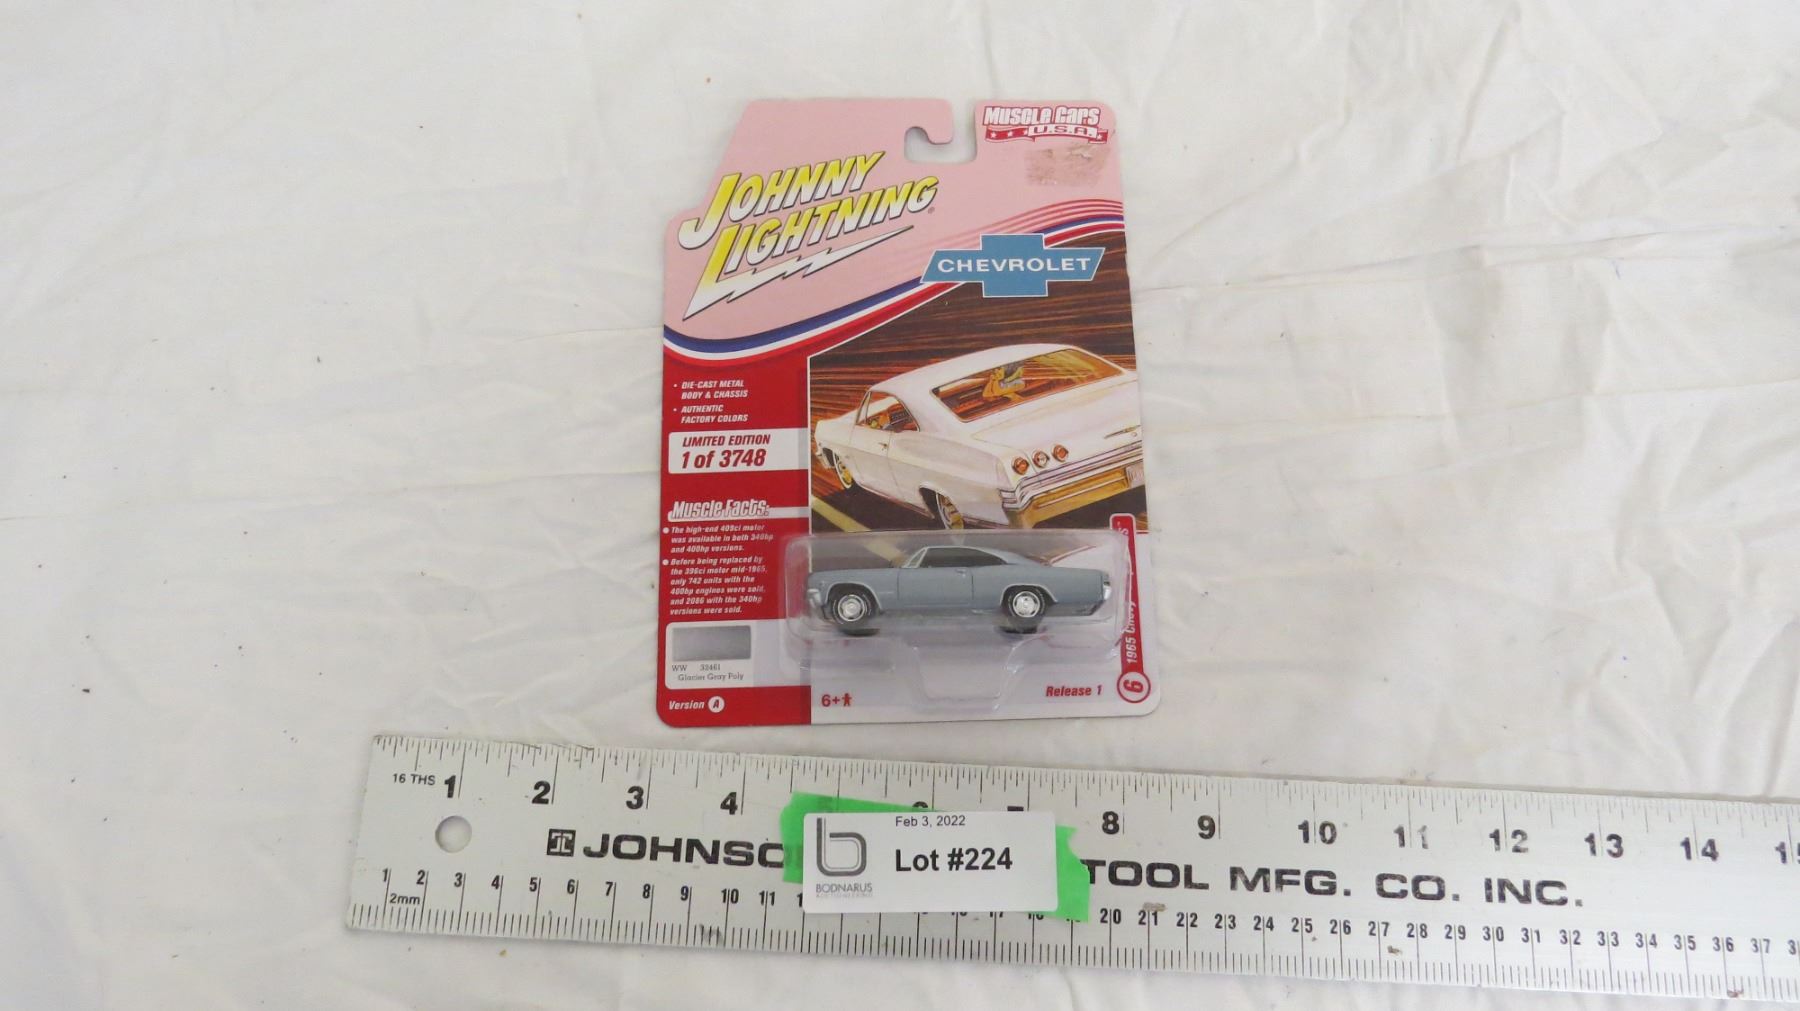 Muscle Cars
U.S.A.
JOHNNY
LIGHTNING®
CHEVROLET
• DIE-CAST METAL
BODY & CHASSIS
• AUTHENTIC
FACTORY COLORS
LIMITED EDITION
1 of 3748
Muscle Facts:
The high-end 409ci motor
was available in both 340hp
and 400hp versions.
Before being replaced by
the 396ci motor mid-1965,
only 742 units with the
400hp engines were sold,
and 2086 with the 340hp
versions were sold.
WW 32461
Glacier Gray Poly
Version A
6+
Release 1
1965 Chevy
6
16 THS 1 2 3 4 8 9 10 11 12 13 14
JOHNSO TOOL MFG. CO. INC.
Feb 3, 2022
Lot #224
BODNARUS
1 2 3 4 5 6 7 8 9 10 11 20 21 22 23 24 25 26 27 28 29 30 31 32 33 34 35 36 37
2mm